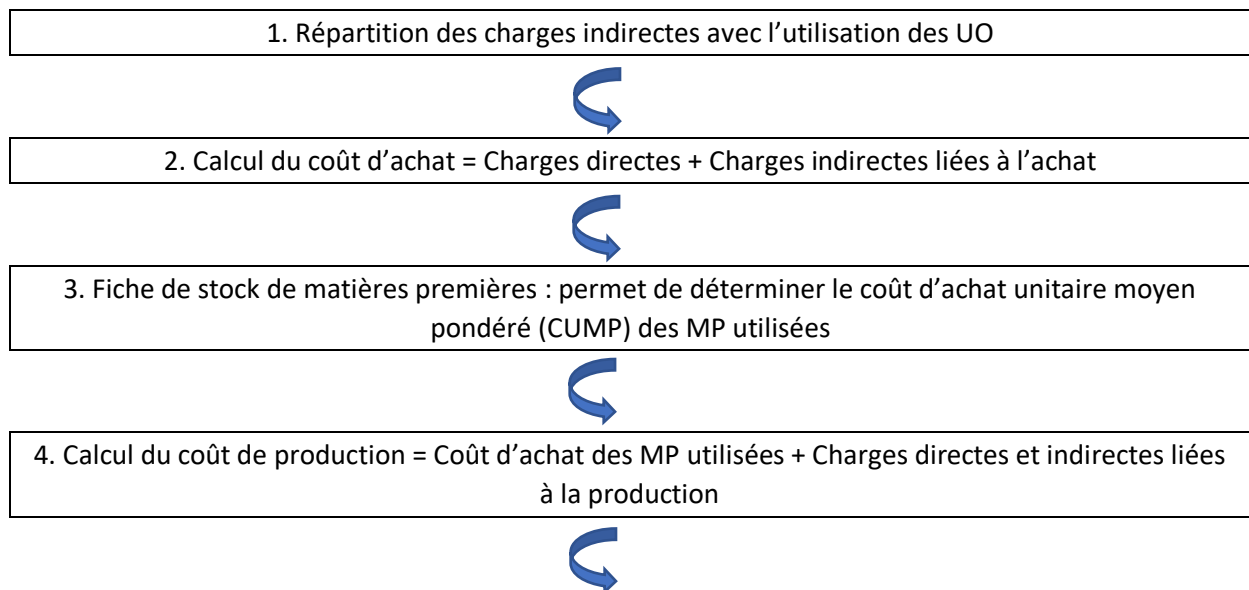 1. Répartition des charges indirectes avec l’utilisation des UO
2. Calcul du coût d’achat = Charges directes + Charges indirectes liées à l’achat
3. Fiche de stock de matières premières : permet de déterminer le coût d’achat unitaire moyen
pondéré (CUMP) des MP utilisées
4. Calcul du coût de production = Coût d’achat des MP utilisées + Charges directes et indirectes liées
à la production